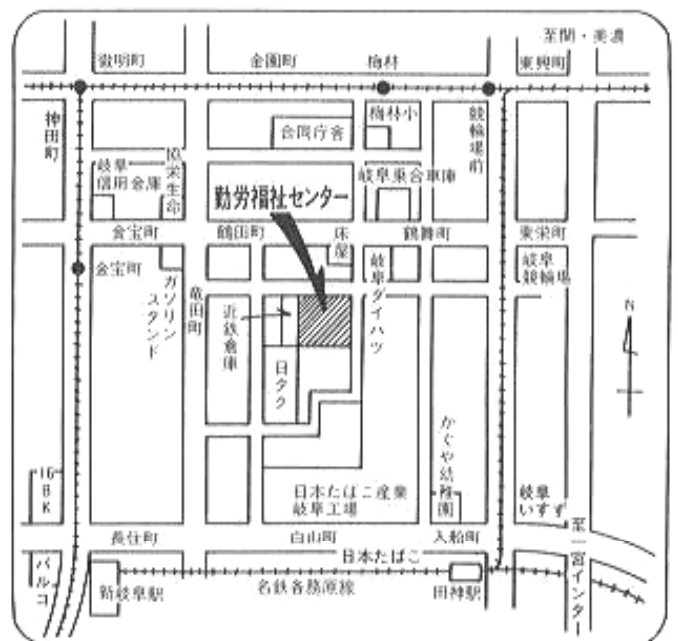 至関・美濃
徹明町
金園町
梅林
東興町
神田町
合同庁舎
梅林小
競輪場前
岐阜
信用金庫
協栄生命
勤労福祉センター
岐阜乗合車庫
金宝町
鶴田町
床屋
鶴舞町
東栄町
金宝町
ガソリン
スタンド
竜田町
近鉄倉庫
岐阜ダイハツ
岐阜
競輪場
N
日タク
かぐや幼稚園
16BK
日本たばこ産業
岐阜工場
岐阜
いすず
長住町
白山町
入船町
日本たばこ
至一宮インター
パルコ
新岐阜駅
名鉄各務原線
田神駅